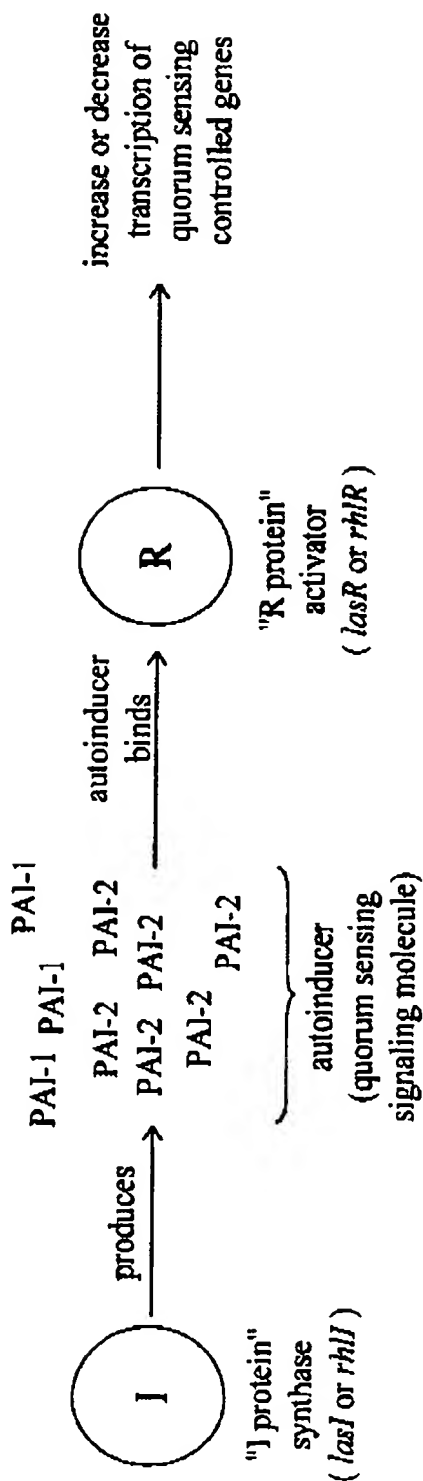 I
"I protein"
synthase
( lasI or rhlI )
produces
PAI-1
PAI-1
PAI-1
PAI-2
PAI-2
PAI-2
PAI-2
PAI-2
PAI-2
autoinducer
(quorum sensing
signaling molecule)
autoinducer
binds
R
"R protein"
activator
( lasR or rhlR )
increase or decrease
transcription of
quorum sensing
controlled genes